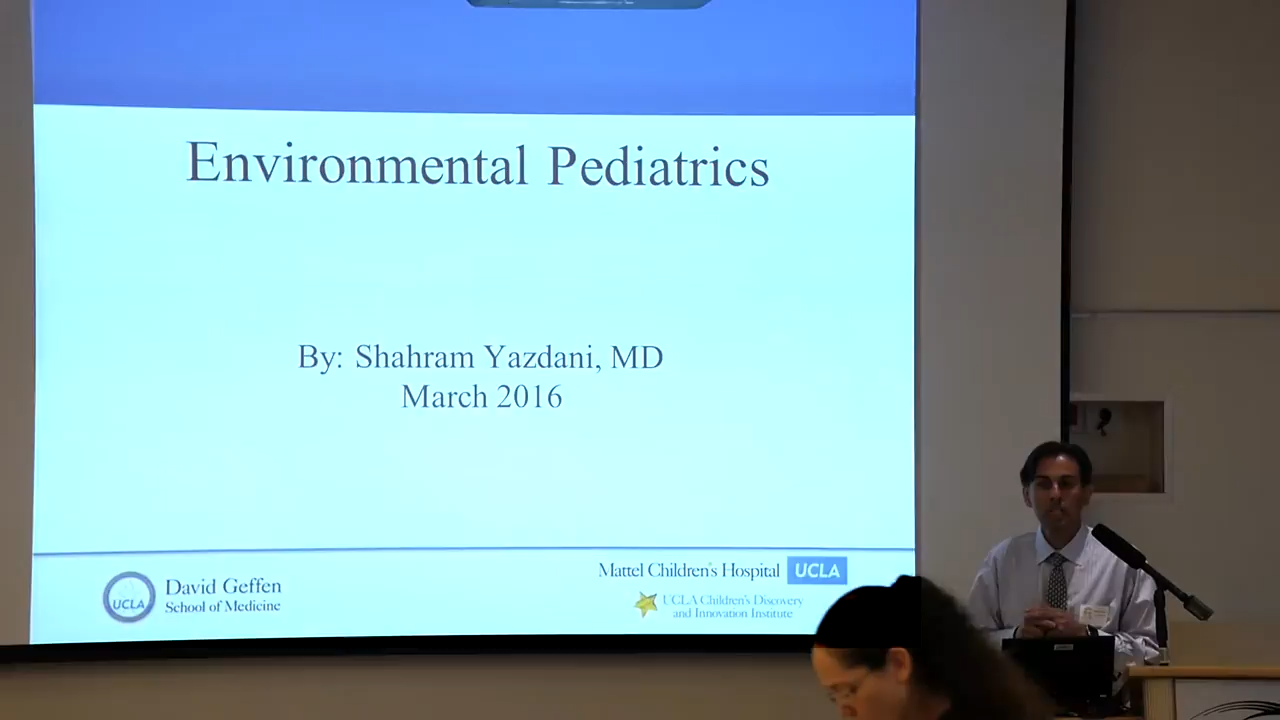 Environmental Pediatrics
By: Shahram Yazdani, MD
March 2016
UCLA
David Geffen
School of Medicine
Mattel Children's Hospital UCLA
UCLA Children's Discovery
and Innovation Institute